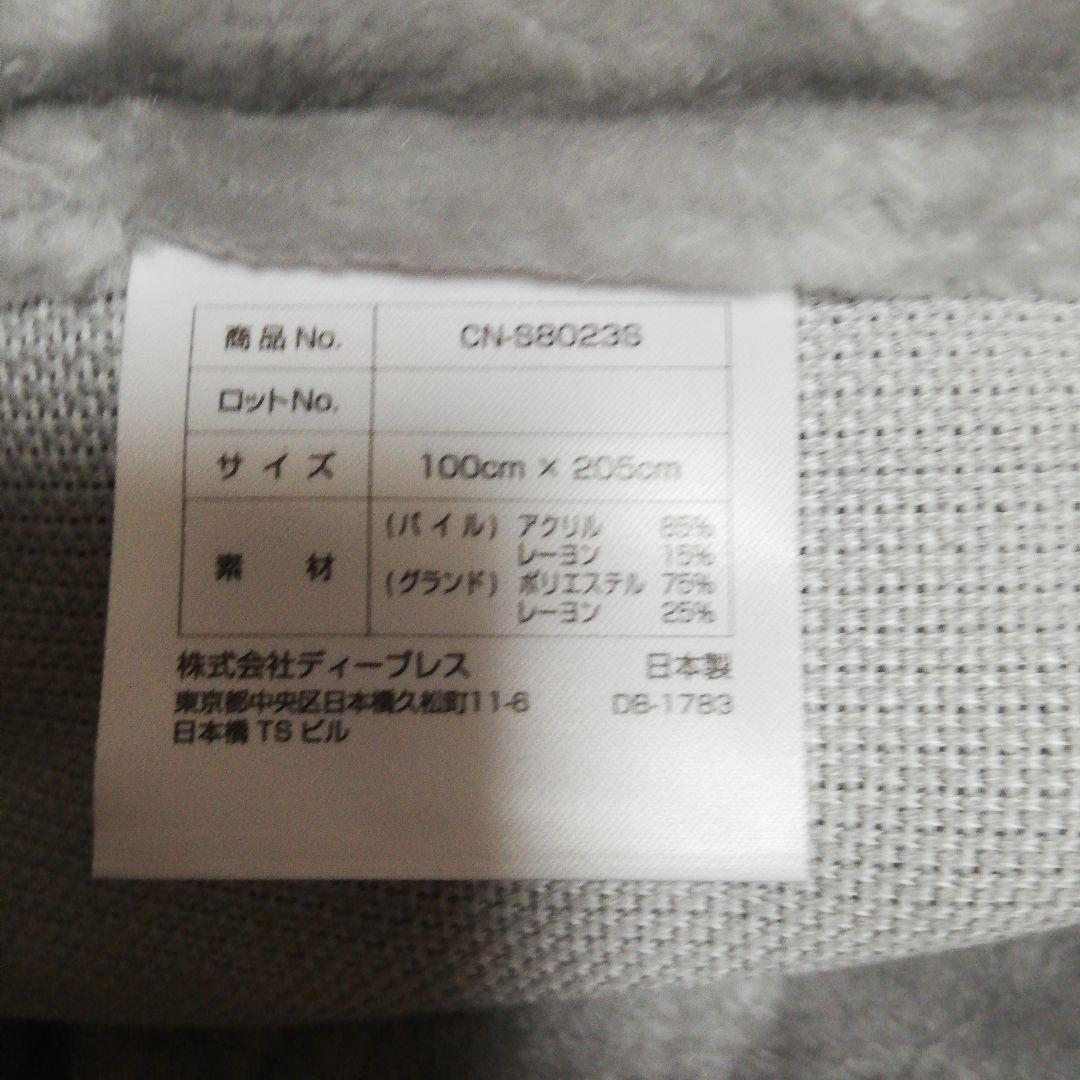 商品No. CN-S8023S
ロットNo.
サイズ 100cm × 205cm
素材 (パイル) アクリル 85%
レーヨン 15%
(グランド) ポリエステル 75%
レーヨン 25%
株式会社ディーブレス 日本製
東京都中央区日本橋久松町11-6 DB-1783
日本橋TSビル